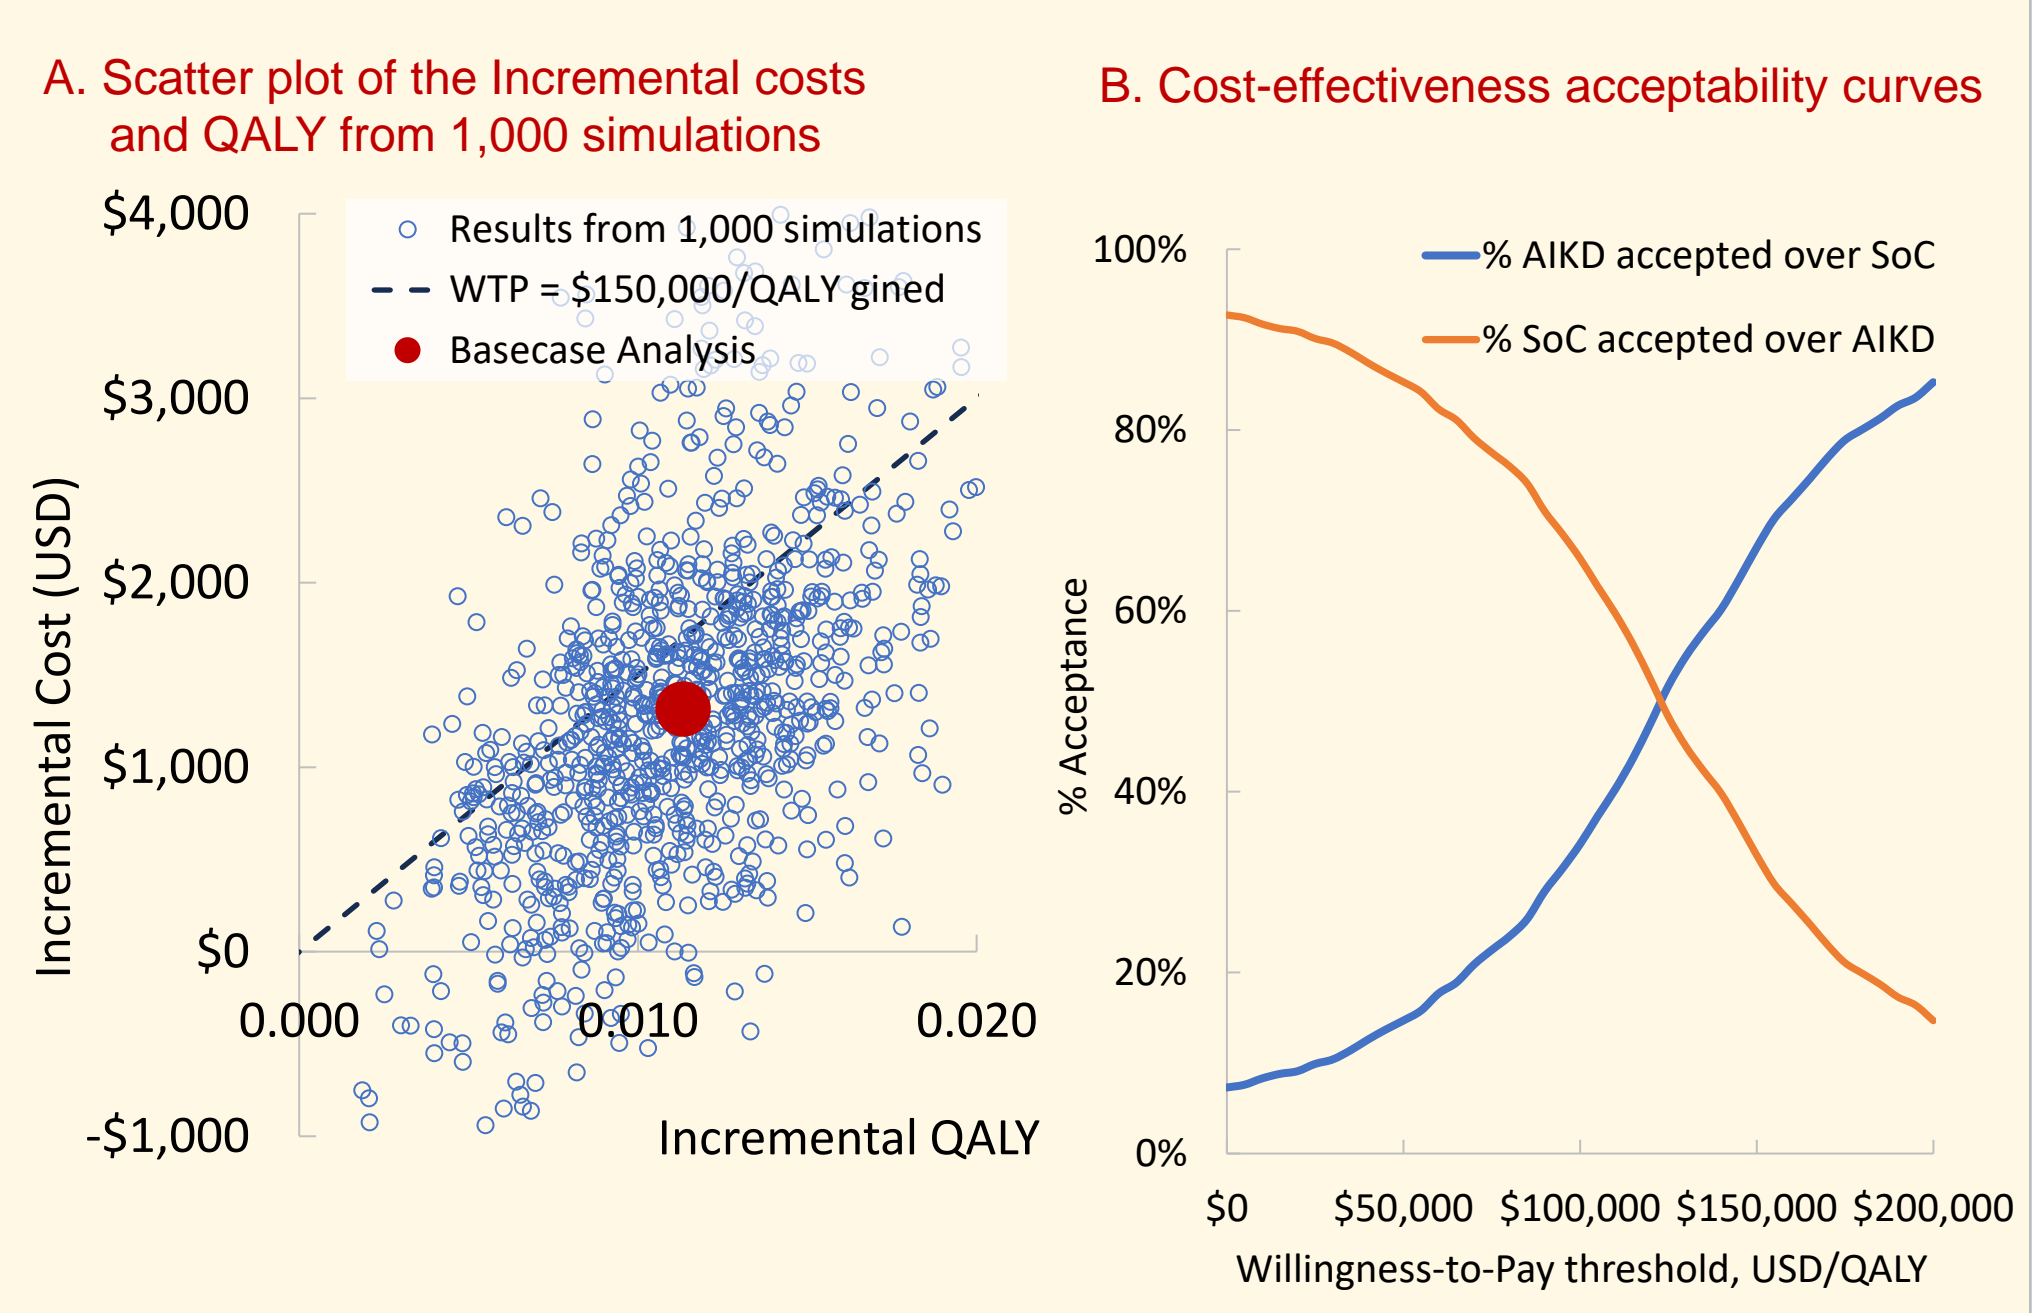 A. Scatter plot of the Incremental costs
and QALY from 1,000 simulations
$4,000
$3,000
$2,000
$1,000
$0
-$1,000
Incremental Cost (USD)
Results from 1,000 simulations
WTP = $150,000/QALY gined
Basecase Analysis
0.000 0.010 0.020
Incremental QALY
B. Cost-effectiveness acceptability curves
100%
80%
60%
40%
20%
0%
% Acceptance
% AIKD accepted over SoC
% SoC accepted over AIKD
$0 $50,000 $100,000 $150,000 $200,000
Willingness-to-Pay threshold, USD/QALY